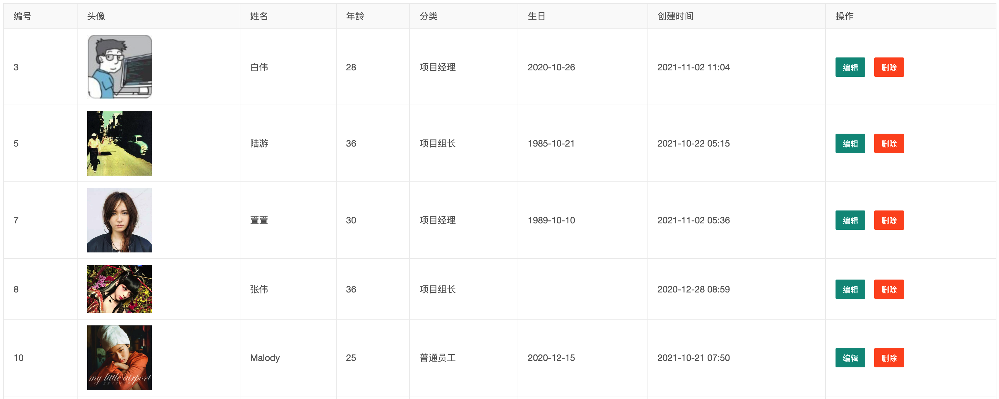 编号 头像 姓名 年龄 分类 生日 创建时间 操作
3 白伟 28 项目经理 2020-10-26 2021-11-02 11:04 编辑 删除
5 陆游 36 项目组长 1985-10-21 2021-10-22 05:15 编辑 删除
7 萱萱 30 项目经理 1989-10-10 2021-11-02 05:36 编辑 删除
8 张伟 36 项目组长 2020-12-28 08:59 编辑 删除
10 Malody 25 普通员工 2020-12-15 2021-10-21 07:50 编辑 删除
my little airport